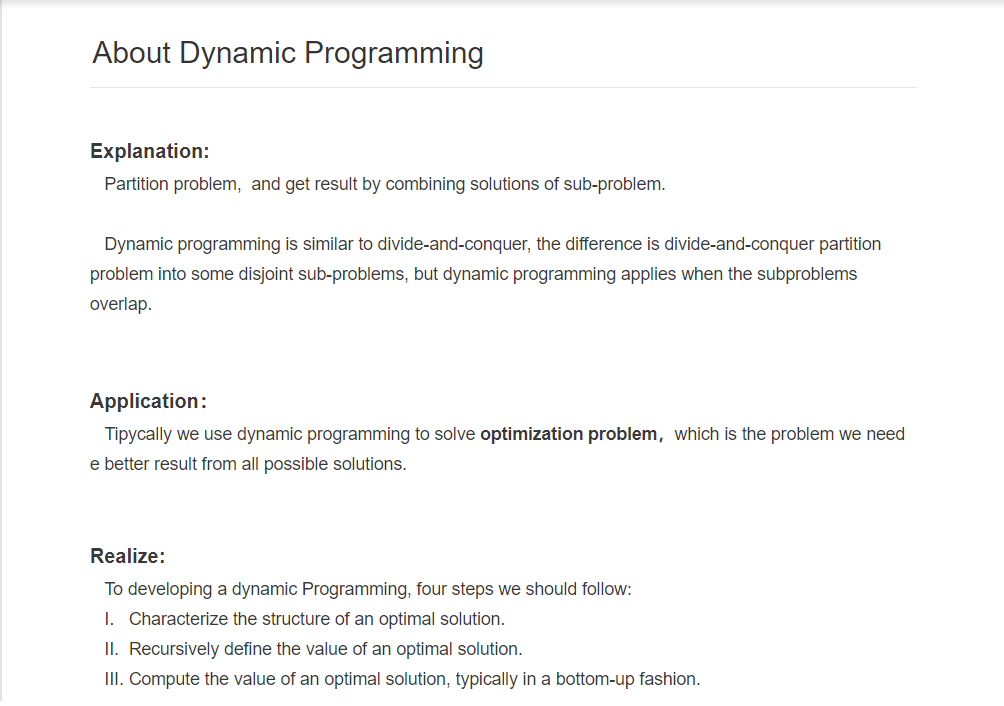 About Dynamic Programming
Explanation:
Partition problem,  and get result by combining solutions of sub-problem.
Dynamic programming is similar to divide-and-conquer, the difference is divide-and-conquer partition
problem into some disjoint sub-problems, but dynamic programming applies when the subproblems
overlap.
Application:
Tipycally we use dynamic programming to solve optimization problem，which is the problem we need
e better result from all possible solutions.
Realize:
To developing a dynamic Programming, four steps we should follow:
I.   Characterize the structure of an optimal solution.
II.  Recursively define the value of an optimal solution.
III. Compute the value of an optimal solution, typically in a bottom-up fashion.